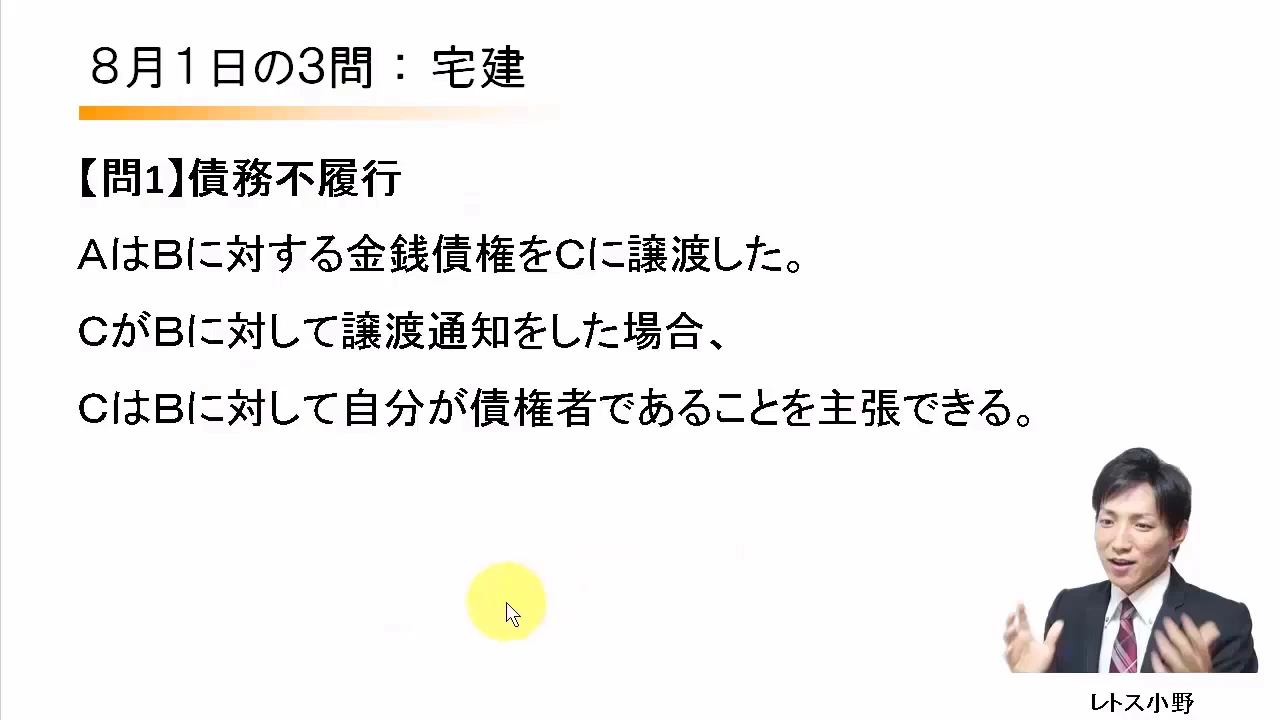 ８月１日の３問：宅建
【問1】債務不履行
ＡはＢに対する金銭債権をＣに譲渡した。
ＣがＢに対して譲渡通知をした場合、
ＣはＢに対して自分が債権者であることを主張できる。
レトス小野